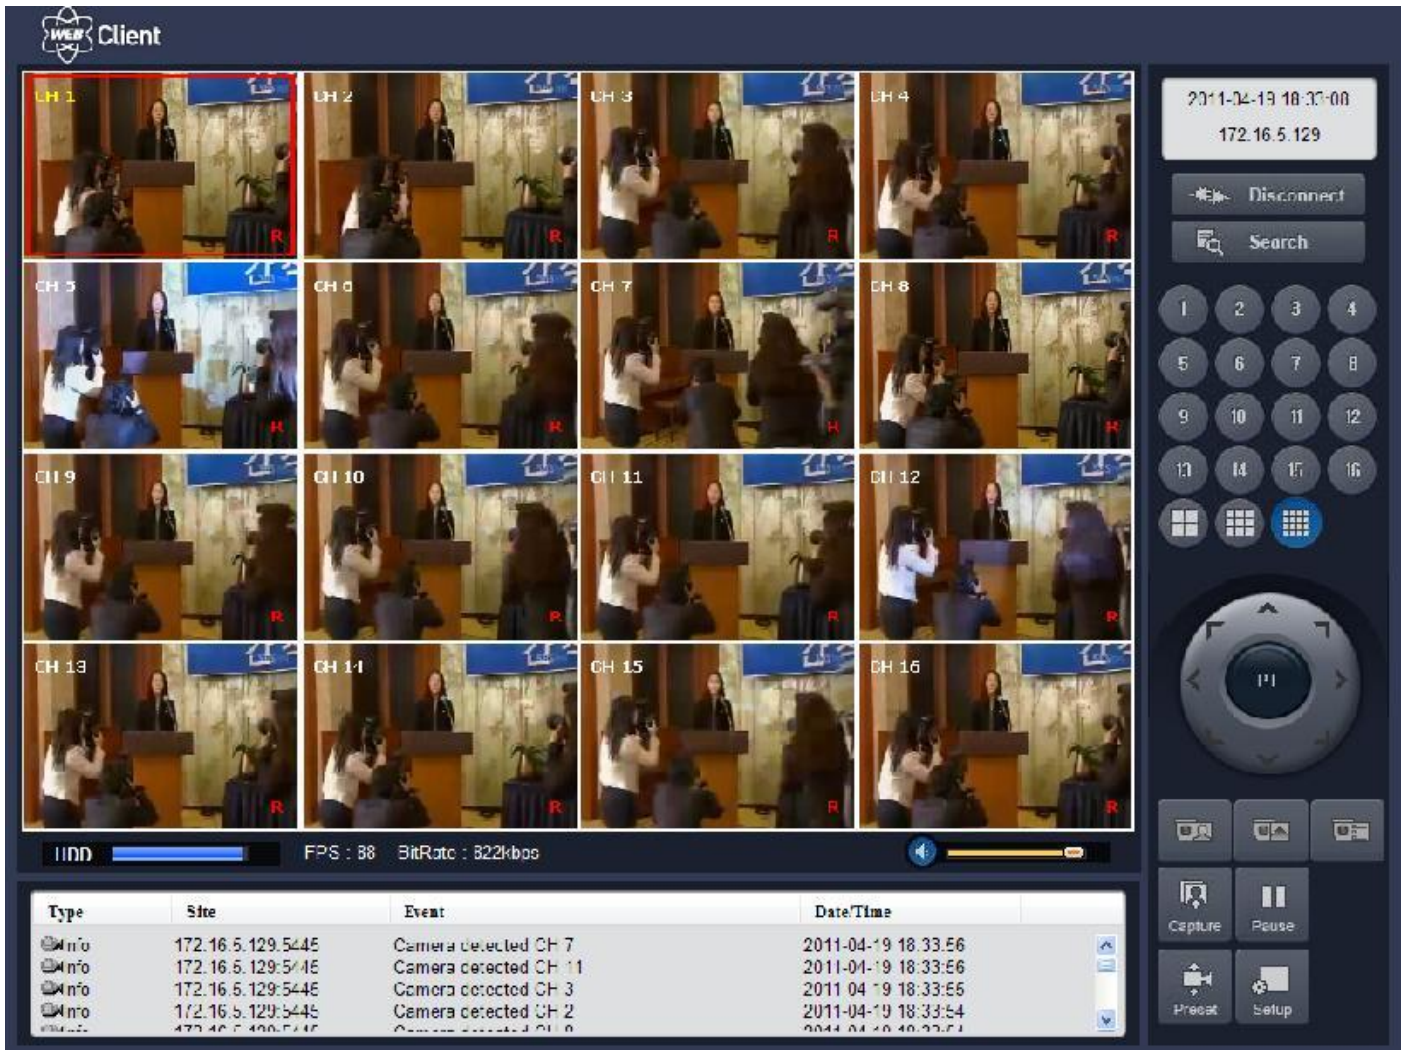 WEB Client
CH 1
CH 2
CH 3
CH 4
R
R
R
R
CH 5
CH 6
CH 7
CH 8
R
R
R
R
CH 9
CH 10
CH 11
CH 12
R
R
R
R
CH 13
CH 14
CH 15
CH 16
R
R
R
R
HDD FPS : 88 BitRate : 822kbps
Type Site Event Date/Time
Info 172.16.5.129:5445 Camera detected CH 7 2011-04-19 18:33:56
Info 172.16.5.129:5445 Camera detected CH 11 2011-04-19 18:33:56
Info 172.16.5.129:5445 Camera detected CH 3 2011-04-19 18:33:55
Info 172.16.5.129:5445 Camera detected CH 2 2011-04-19 18:33:54
2011-04-19 18:33:08
172.16.5.129
Disconnect
Search
1 2 3 4
5 6 7 8
9 10 11 12
13 14 15 16
Capture Pause
Preset Setup